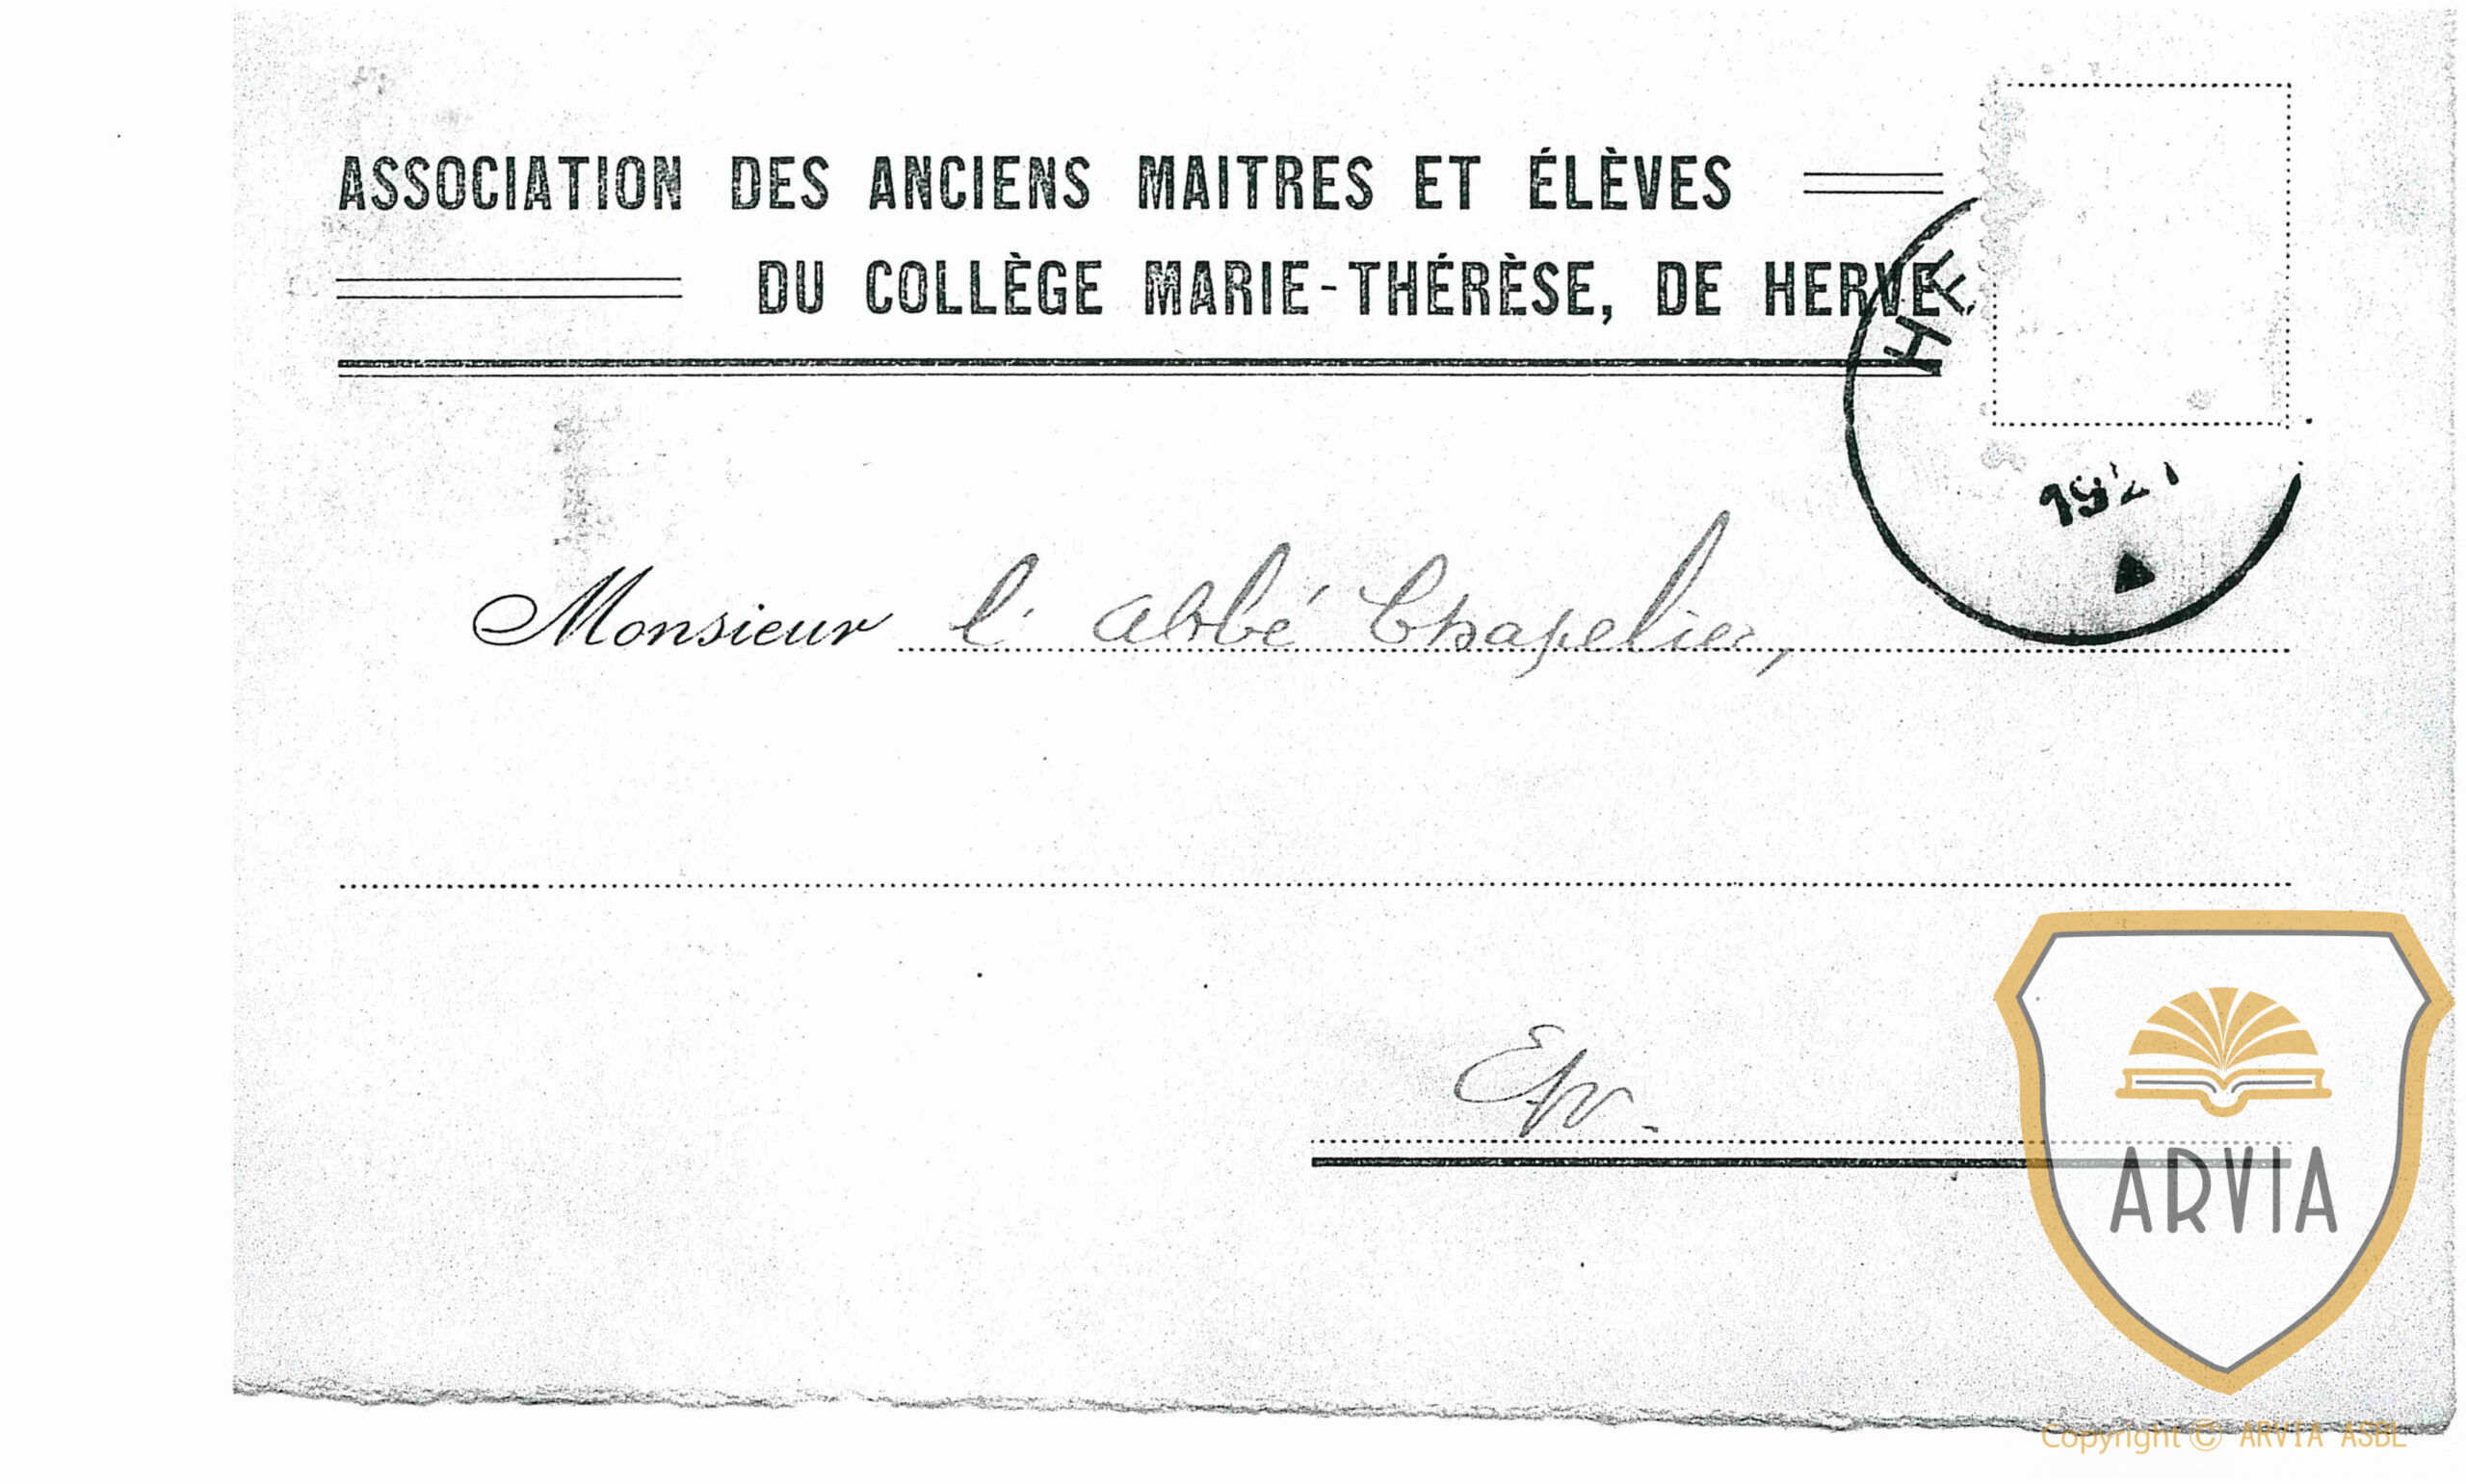 ASSOCIATION DES ANCIENS MAITRES ET ÉLÈVES
DU COLLÈGE MARIE-THÉRÈSE, DE HERVE.
HE
1921
Monsieur l'abbé Chapelier,
ARVIA
Copyright © ARVIA ASBL